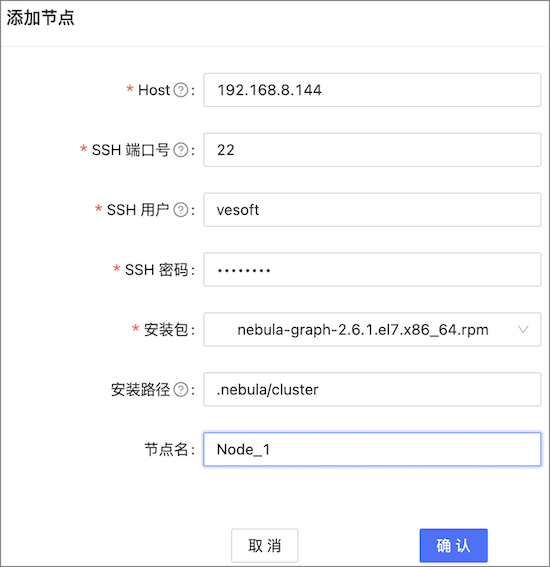 添加节点
* Host ? : 192.168.8.144
* SSH 端口号 ? : 22
* SSH 用户 ? : vesoft
* SSH 密码 : ••••••••
* 安装包 : nebula-graph-2.6.1.el7.x86_64.rpm
安装路径 ? : .nebula/cluster
节点名 : Node_1
取 消 确 认